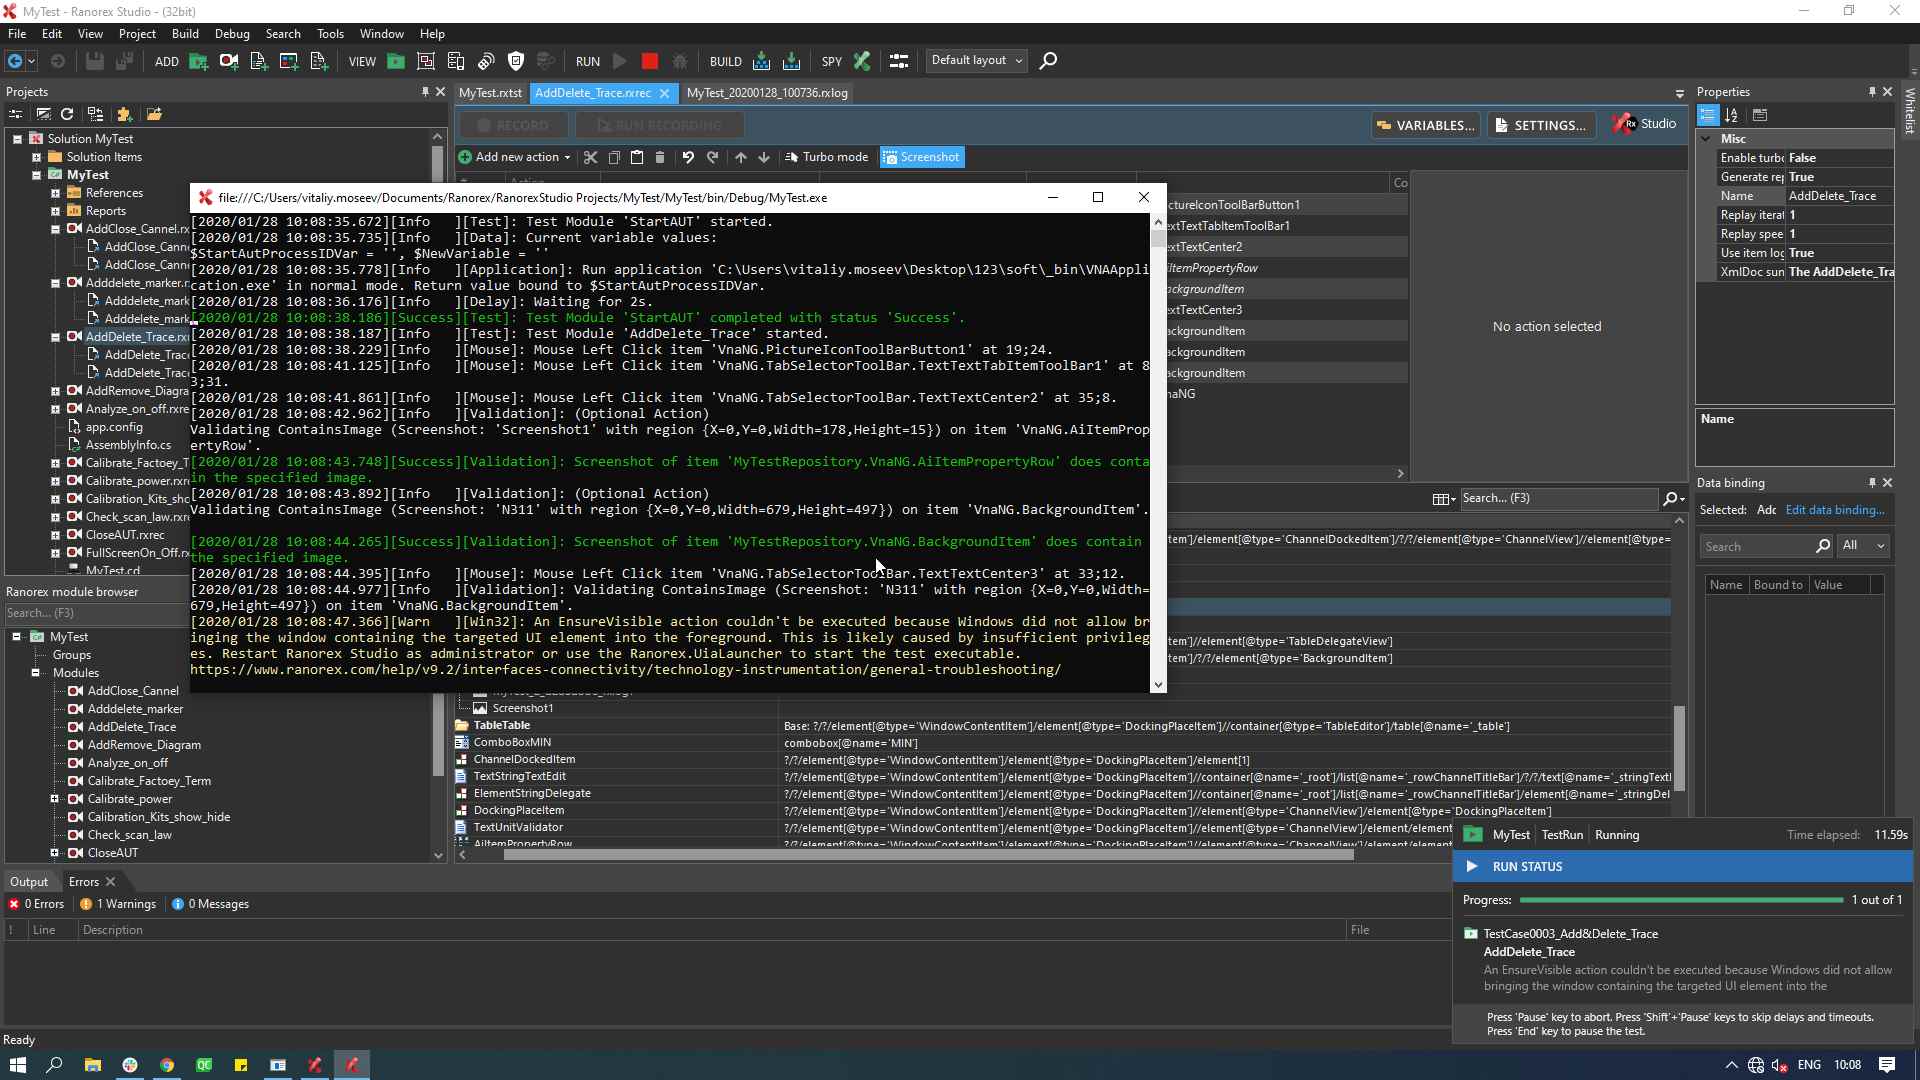 MyTest - Ranorex Studio - (32bit)
File Edit View Project Build Debug Search Tools Window Help
ADD VIEW RUN BUILD SPY Default layout
Projects
Solution MyTest
Solution Items
MyTest
References
Reports
AddClose_Cannel.rx
AddClose_Cann
AddClose_Cann
Adddelete_marker.r
Adddelete_mark
Adddelete_mark
AddDelete_Trace.rxr
AddDelete_Trac
AddDelete_Trac
AddRemove_Diagra
Analyze_on_off.rxre
app.config
AssemblyInfo.cs
Calibrate_Factoey_T
Calibrate_power.rxr
Calibration_Kits_sho
Check_scan_law.rxre
CloseAUT.rxrec
FullScreenOn_Off.rx
MyTest.cd
Ranorex module browser
Search... (F3)
MyTest
Groups
Modules
AddClose_Cannel
Adddelete_marker
AddDelete_Trace
AddRemove_Diagram
Analyze_on_off
Calibrate_Factoey_Term
Calibrate_power
Calibration_Kits_show_hide
Check_scan_law
CloseAUT
MyTest.rxtst AddDelete_Trace.rxrec MyTest_20200128_100736.rxlog
RECORD RUN RECORDING VARIABLES... SETTINGS... Rx Studio
Add new action Turbo mode Screenshot
Action Co
ctureIconToolBarButton1
extTextTabItemToolBar1
extTextCenter2
iItemPropertyRow
ackgroundItem
extTextCenter3
ackgroundItem
ackgroundItem
ackgroundItem
naNG
No action selected
file:///C:/Users/vitaliy.moseev/Documents/Ranorex/RanorexStudio Projects/MyTest/MyTest/bin/Debug/MyTest.exe
[2020/01/28 10:08:35.672][Info   ][Test]: Test Module 'StartAUT' started.
[2020/01/28 10:08:35.735][Info   ][Data]: Current variable values:
$StartAutProcessIDVar = '', $NewVariable = ''
[2020/01/28 10:08:35.778][Info   ][Application]: Run application 'C:\Users\vitaliy.moseev\Desktop\123\soft\_bin\VNAAppli
cation.exe' in normal mode. Return value bound to $StartAutProcessIDVar.
[2020/01/28 10:08:36.176][Info   ][Delay]: Waiting for 2s.
[2020/01/28 10:08:38.186][Success][Test]: Test Module 'StartAUT' completed with status 'Success'.
[2020/01/28 10:08:38.187][Info   ][Test]: Test Module 'AddDelete_Trace' started.
[2020/01/28 10:08:38.229][Info   ][Mouse]: Mouse Left Click item 'VnaNG.PictureIconToolBarButton1' at 19;24.
[2020/01/28 10:08:41.125][Info   ][Mouse]: Mouse Left Click item 'VnaNG.TabSelectorToolBar.TextTextTabItemToolBar1' at 8
3;31.
[2020/01/28 10:08:41.861][Info   ][Mouse]: Mouse Left Click item 'VnaNG.TabSelectorToolBar.TextTextCenter2' at 35;8.
[2020/01/28 10:08:42.962][Info   ][Validation]: (Optional Action)
Validating ContainsImage (Screenshot: 'Screenshot1' with region {X=0,Y=0,Width=178,Height=15}) on item 'VnaNG.AiItemProp
ertyRow'.
[2020/01/28 10:08:43.748][Success][Validation]: Screenshot of item 'MyTestRepository.VnaNG.AiItemPropertyRow' does conta
in the specified image.
[2020/01/28 10:08:43.892][Info   ][Validation]: (Optional Action)
Validating ContainsImage (Screenshot: 'N311' with region {X=0,Y=0,Width=679,Height=497}) on item 'VnaNG.BackgroundItem'.
[2020/01/28 10:08:44.265][Success][Validation]: Screenshot of item 'MyTestRepository.VnaNG.BackgroundItem' does contain
the specified image.
[2020/01/28 10:08:44.395][Info   ][Mouse]: Mouse Left Click item 'VnaNG.TabSelectorToolBar.TextTextCenter3' at 33;12.
[2020/01/28 10:08:44.977][Info   ][Validation]: Validating ContainsImage (Screenshot: 'N311' with region {X=0,Y=0,Width=
679,Height=497}) on item 'VnaNG.BackgroundItem'.
[2020/01/28 10:08:47.366][Warn   ][Win32]: An EnsureVisible action couldn't be executed because Windows did not allow br
inging the window containing the targeted UI element into the foreground. This is likely caused by insufficient privileg
es. Restart Ranorex Studio as administrator or use the Ranorex.UiaLauncher to start the test executable.
https://www.ranorex.com/help/v9.2/interfaces-connectivity/technology-instrumentation/general-troubleshooting/
Search... (F3)
tem']/element[@type='ChannelDockedItem']/?/?/element[@type='ChannelView']//element[@type=
tem']//element[@type='TableDelegateView']
tem']//element[@type='ChannelView']/?/?/element[@type='BackgroundItem']
Screenshot1
TableTable Base: ?/?/element[@type='WindowContentItem']/element[@type='DockingPlaceItem']//container[@type='TableEditor']/table[@name='_table']
ComboBoxMIN combobox[@name='MIN']
ChannelDockedItem ?/?/element[@type='WindowContentItem']/element[@type='DockingPlaceItem']/element[1]
TextStringTextEdit ?/?/element[@type='WindowContentItem']/element[@type='DockingPlaceItem']//container[@name='_root']/list[@name='_rowChannelTitleBar']/?/?/text[@name='_stringTextI
ElementStringDelegate ?/?/element[@type='WindowContentItem']/element[@type='DockingPlaceItem']//container[@name='_root']/list[@name='_rowChannelTitleBar']/element[@name='_stringDel
DockingPlaceItem ?/?/element[@type='WindowContentItem']/element[@type='DockingPlaceItem']//element[@type='ChannelView']/element[@type='DockingPlaceItem']
TextUnitValidator ?/?/element[@type='WindowContentItem']/element[@type='DockingPlaceItem']//element[@type='ChannelView']/element/element
AiItemPropertyRow ?/?/element[@type='WindowContentItem']/element[@type='DockingPlaceItem']//element[@type='ChannelView']/element/element
Properties
Misc
Enable turb False
Generate rep True
Name AddDelete_Trace
Replay iterat 1
Replay spee 1
Use item log True
XmlDoc sun The AddDelete_Tra
Name
Data binding
Selected: Adc Edit data binding...
Search All
Name Bound to Value
Whitelist
Output Errors
0 Errors 1 Warnings 0 Messages
! Line Description File
Ready
MyTest TestRun Running Time elapsed: 11.59s
RUN STATUS
Progress: 1 out of 1
TestCase0003_Add&Delete_Trace
AddDelete_Trace
An EnsureVisible action couldn't be executed because Windows did not allow
bringing the window containing the targeted UI element into the
Press 'Pause' key to abort. Press 'Shift'+'Pause' keys to skip delays and timeouts.
Press 'End' key to pause the test.
QC ENG 10:08